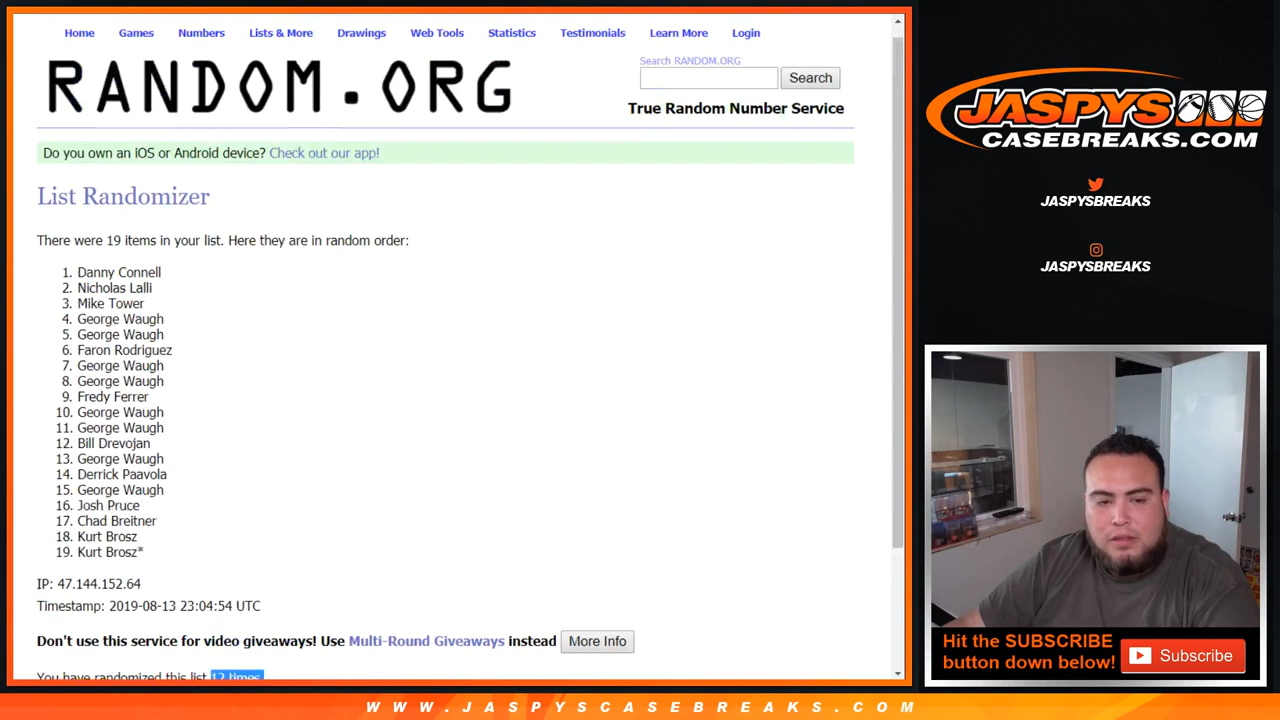 Home Games Numbers Lists & More Drawings Web Tools Statistics Testimonials Learn More Login
RANDOM.ORG
Search RANDOM.ORG
Search
True Random Number Service
Do you own an iOS or Android device? Check out our app!
List Randomizer
There were 19 items in your list. Here they are in random order:
1. Danny Connell
2. Nicholas Lalli
3. Mike Tower
4. George Waugh
5. George Waugh
6. Faron Rodriguez
7. George Waugh
8. George Waugh
9. Fredy Ferrer
10. George Waugh
11. George Waugh
12. Bill Drevojan
13. George Waugh
14. Derrick Paavola
15. George Waugh
16. Josh Pruce
17. Chad Breitner
18. Kurt Brosz
19. Kurt Brosz*
IP: 47.144.152.64
Timestamp: 2019-08-13 23:04:54 UTC
Don't use this service for video giveaways! Use Multi-Round Giveaways instead More Info
You have randomized this list 12 times
JASPYS
CASEBREAKS.COM
JASPYSBREAKS
JASPYSBREAKS
Hit the SUBSCRIBE
button down below!
Subscribe
WWW.JASPYSCASEBREAKS.COM